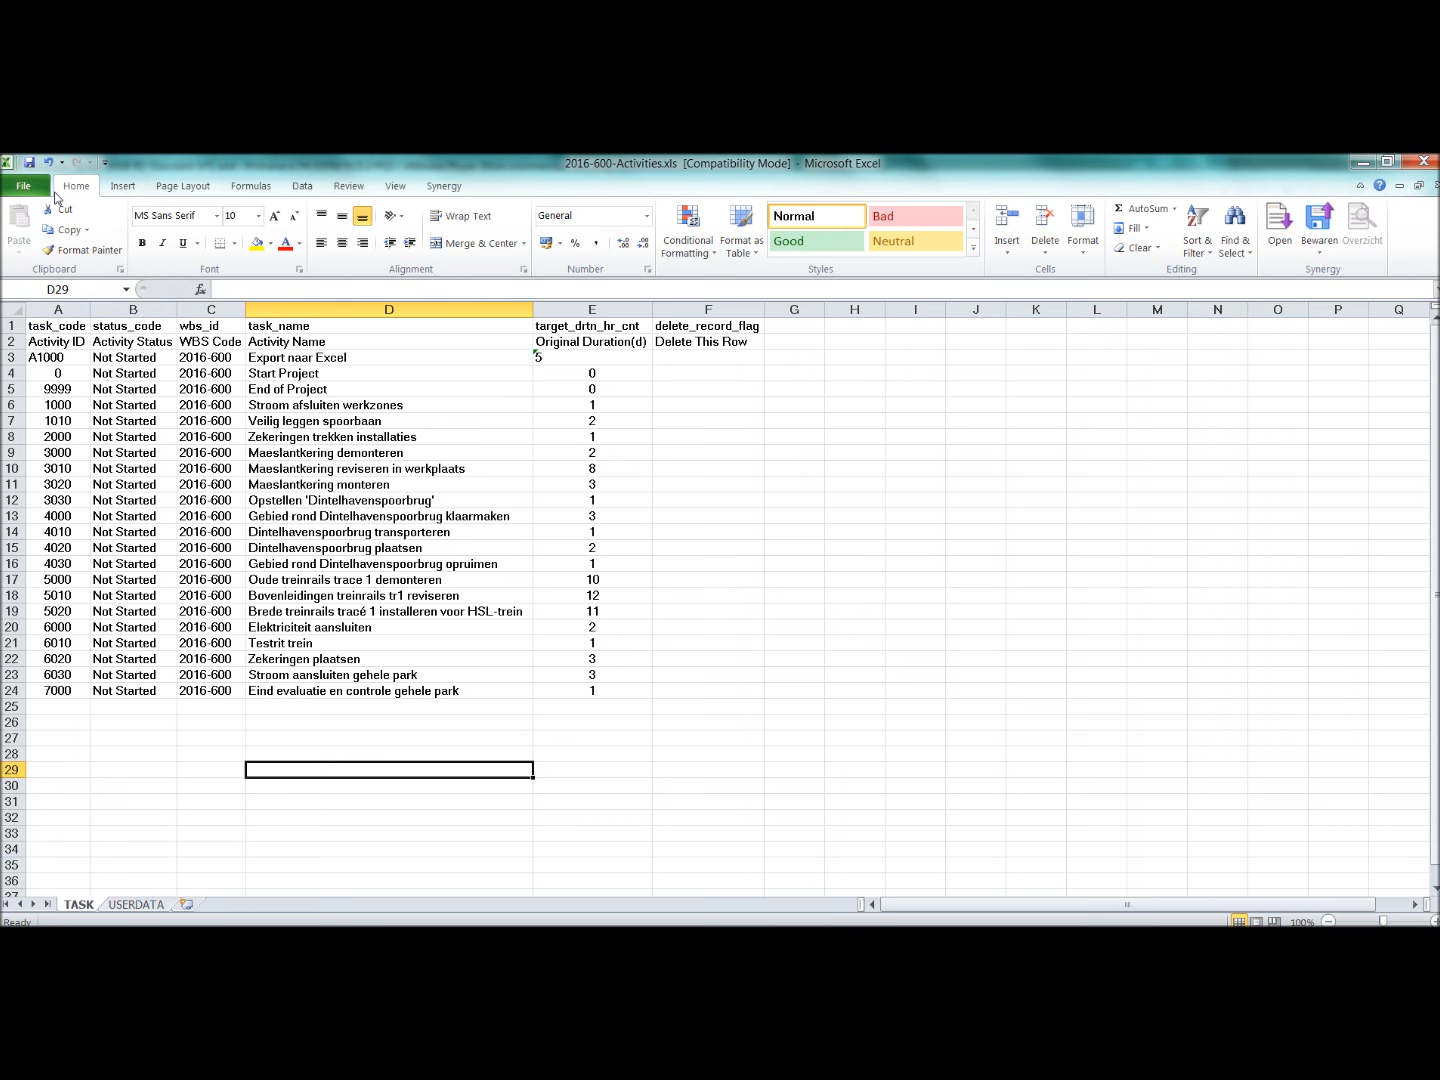 2016-600-Activities.xls [Compatibility Mode] - Microsoft Excel
File Home Insert Page Layout Formulas Data Review View Synergy
Paste Cut Copy Format Painter Clipboard
MS Sans Serif 10 A A B I U A Font
Wrap Text Merge & Center Alignment
General % , Number
Conditional Formatting Format as Table Normal Bad Good Neutral Styles
Insert Delete Format Cells
Σ AutoSum Fill Clear Sort & Filter Find & Select Editing
Open Bewaren Overzicht Synergy
D29 fx
A B C D E F G H I J K L M N O P Q
1 task_code status_code wbs_id task_name target_drtn_hr_cnt delete_record_flag
2 Activity ID Activity Status WBS Code Activity Name Original Duration(d) Delete This Row
3 A1000 Not Started 2016-600 Export naar Excel 5
4 0 Not Started 2016-600 Start Project 0
5 9999 Not Started 2016-600 End of Project 0
6 1000 Not Started 2016-600 Stroom afsluiten werkzones 1
7 1010 Not Started 2016-600 Veilig leggen spoorbaan 2
8 2000 Not Started 2016-600 Zekeringen trekken installaties 1
9 3000 Not Started 2016-600 Maeslantkering demonteren 2
10 3010 Not Started 2016-600 Maeslantkering reviseren in werkplaats 8
11 3020 Not Started 2016-600 Maeslantkering monteren 3
12 3030 Not Started 2016-600 Opstellen 'Dintelhavenspoorbrug' 1
13 4000 Not Started 2016-600 Gebied rond Dintelhavenspoorbrug klaarmaken 3
14 4010 Not Started 2016-600 Dintelhavenspoorbrug transporteren 1
15 4020 Not Started 2016-600 Dintelhavenspoorbrug plaatsen 2
16 4030 Not Started 2016-600 Gebied rond Dintelhavenspoorbrug opruimen 1
17 5000 Not Started 2016-600 Oude treinrails trace 1 demonteren 10
18 5010 Not Started 2016-600 Bovenleidingen treinrails tr1 reviseren 12
19 5020 Not Started 2016-600 Brede treinrails tracé 1 installeren voor HSL-trein 11
20 6000 Not Started 2016-600 Elektriciteit aansluiten 2
21 6010 Not Started 2016-600 Testrit trein 1
22 6020 Not Started 2016-600 Zekeringen plaatsen 3
23 6030 Not Started 2016-600 Stroom aansluiten gehele park 3
24 7000 Not Started 2016-600 Eind evaluatie en controle gehele park 1
25
26
27
28
29
30
31
32
33
34
35
36
37
TASK USERDATA
Ready 100%